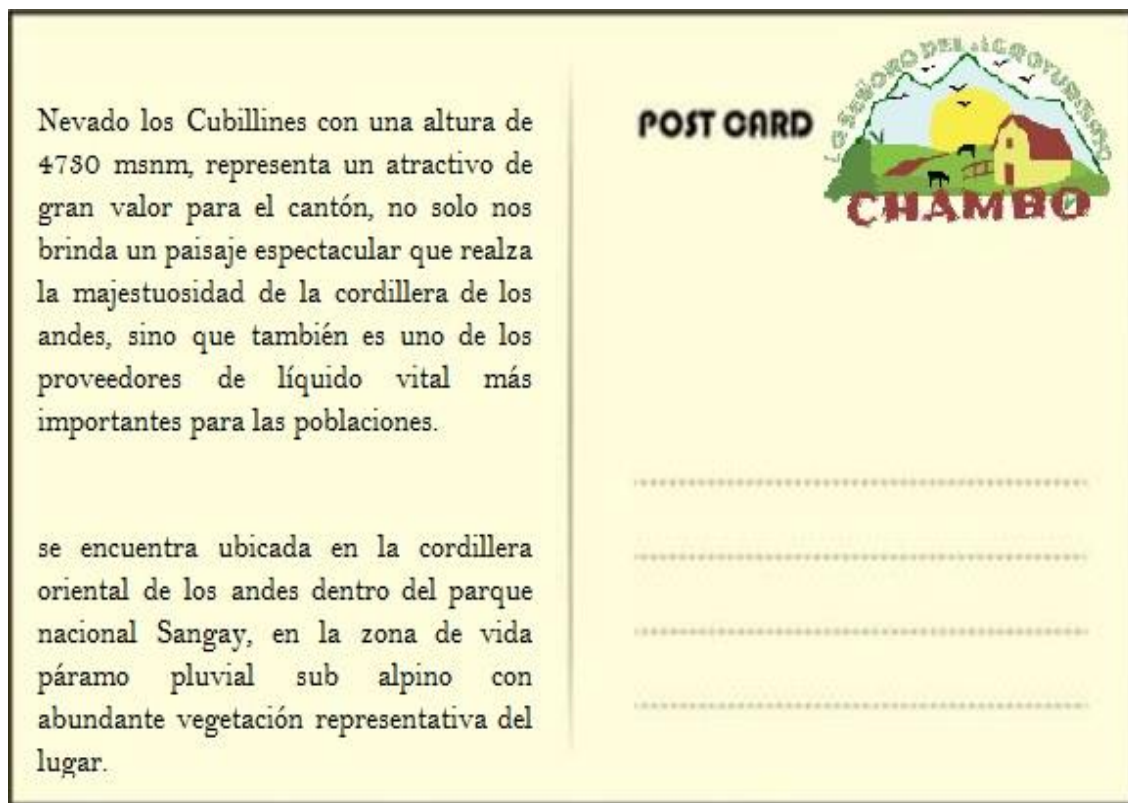 Nevado los Cubillines con una altura de
4730 msnm, representa un atractivo de
gran valor para el cantón, no solo nos
brinda un paisaje espectacular que realza
la majestuosidad de la cordillera de los
andes, sino que también es uno de los
proveedores de líquido vital más
importantes para las poblaciones.
se encuentra ubicada en la cordillera
oriental de los andes dentro del parque
nacional Sangay, en la zona de vida
páramo pluvial sub alpino con
abundante vegetación representativa del
lugar.
POST CARD
DEL
CHAMBO